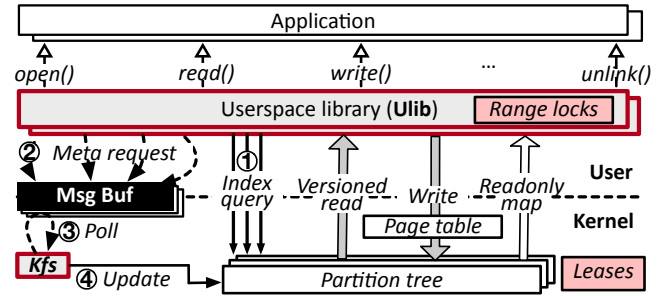 Application
open()
read()
write()
...
unlink()
Userspace library (Ulib)
Range locks
② Meta request
①
Index
query
Versioned
read
Write
Readonly
map
User
Msg Buf
Kernel
Page table
③ Poll
Kfs
④ Update
Partition tree
Leases